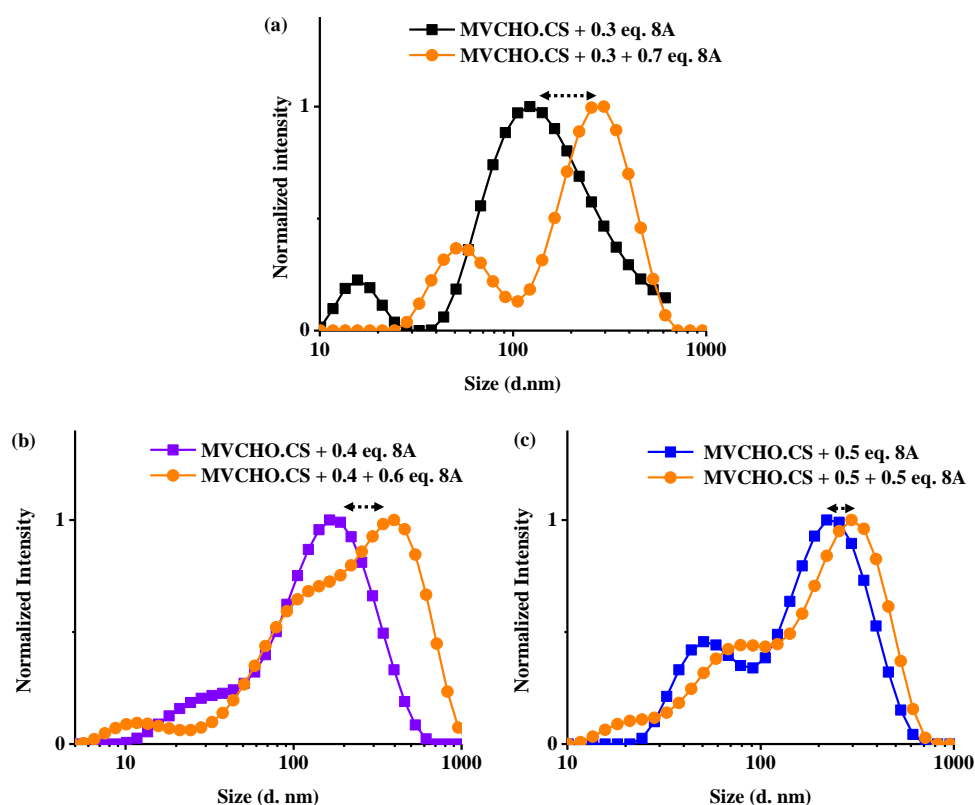 (a)
MVCHO.CS + 0.3 eq. 8A
MVCHO.CS + 0.3 + 0.7 eq. 8A
Normalized intensity
1
0
10
100
1000
Size (d.nm)
(b)
MVCHO.CS + 0.4 eq. 8A
MVCHO.CS + 0.4 + 0.6 eq. 8A
Normalized Intensity
1
0
10
100
1000
Size (d. nm)
(c)
MVCHO.CS + 0.5 eq. 8A
MVCHO.CS + 0.5 + 0.5 eq. 8A
Normalized Intensity
1
0
10
100
1000
Size (d. nm)